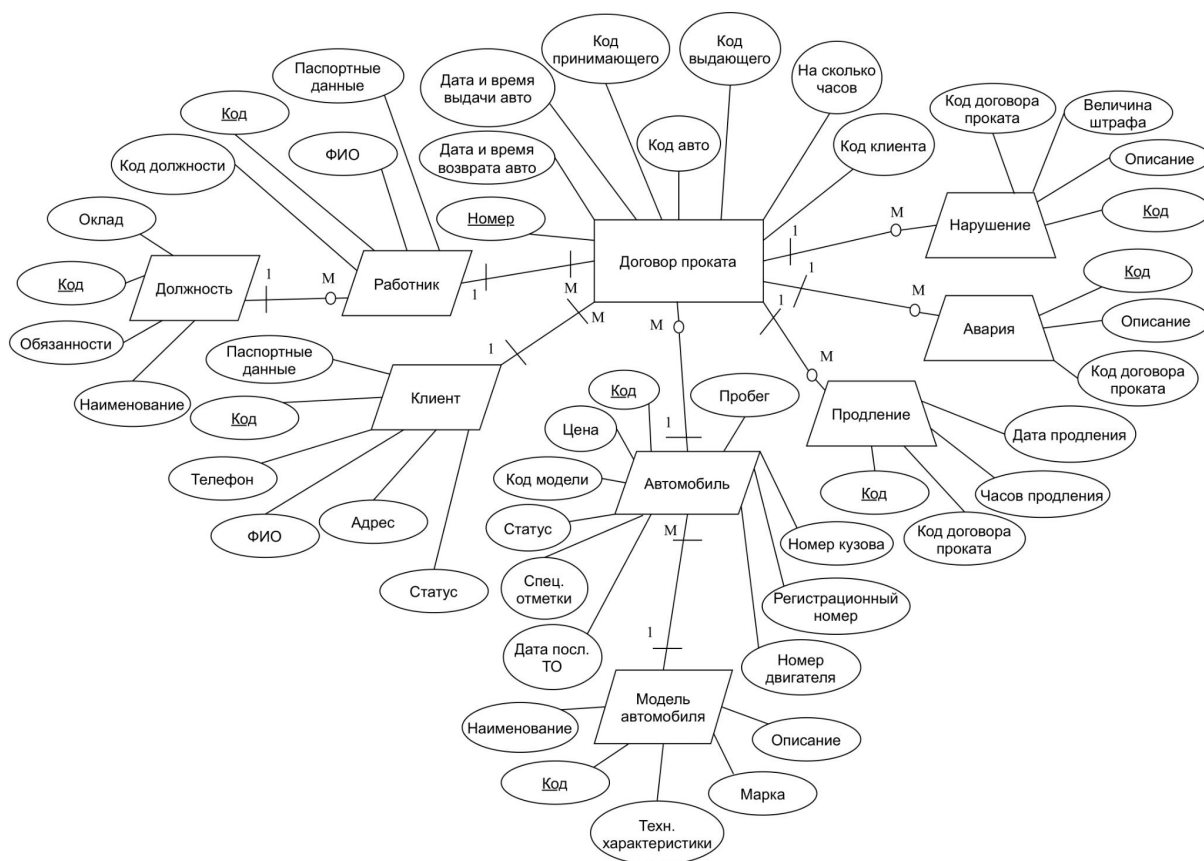 Код
принимающего
Код
выдающего
Паспортные
данные
Дата и время
выдачи авто
На сколько
часов
Код
Код договора
проката
Величина
штрафа
ФИО
Дата и время
возврата авто
Код авто
Код клиента
Описание
Код должности
Номер
Код
Оклад
М
Нарушение
1
Договор проката
Код
Должность
1
М
Работник
1
М
1
М
Код
Код
Авария
Описание
Обязанности
М
М
1
1
Паспортные
данные
Код договора
проката
Наименование
Клиент
Код
Пробег
М
Продление
Код
Цена
1
Дата продления
Телефон
Код модели
Автомобиль
Код
Часов продления
ФИО
Адрес
Статус
М
Номер кузова
Код договора
проката
Статус
Спец.
отметки
Регистрационный
номер
Дата посл.
ТО
1
Номер
двигателя
Наименование
Модель
автомобиля
Описание
Код
Марка
Техн.
характеристики